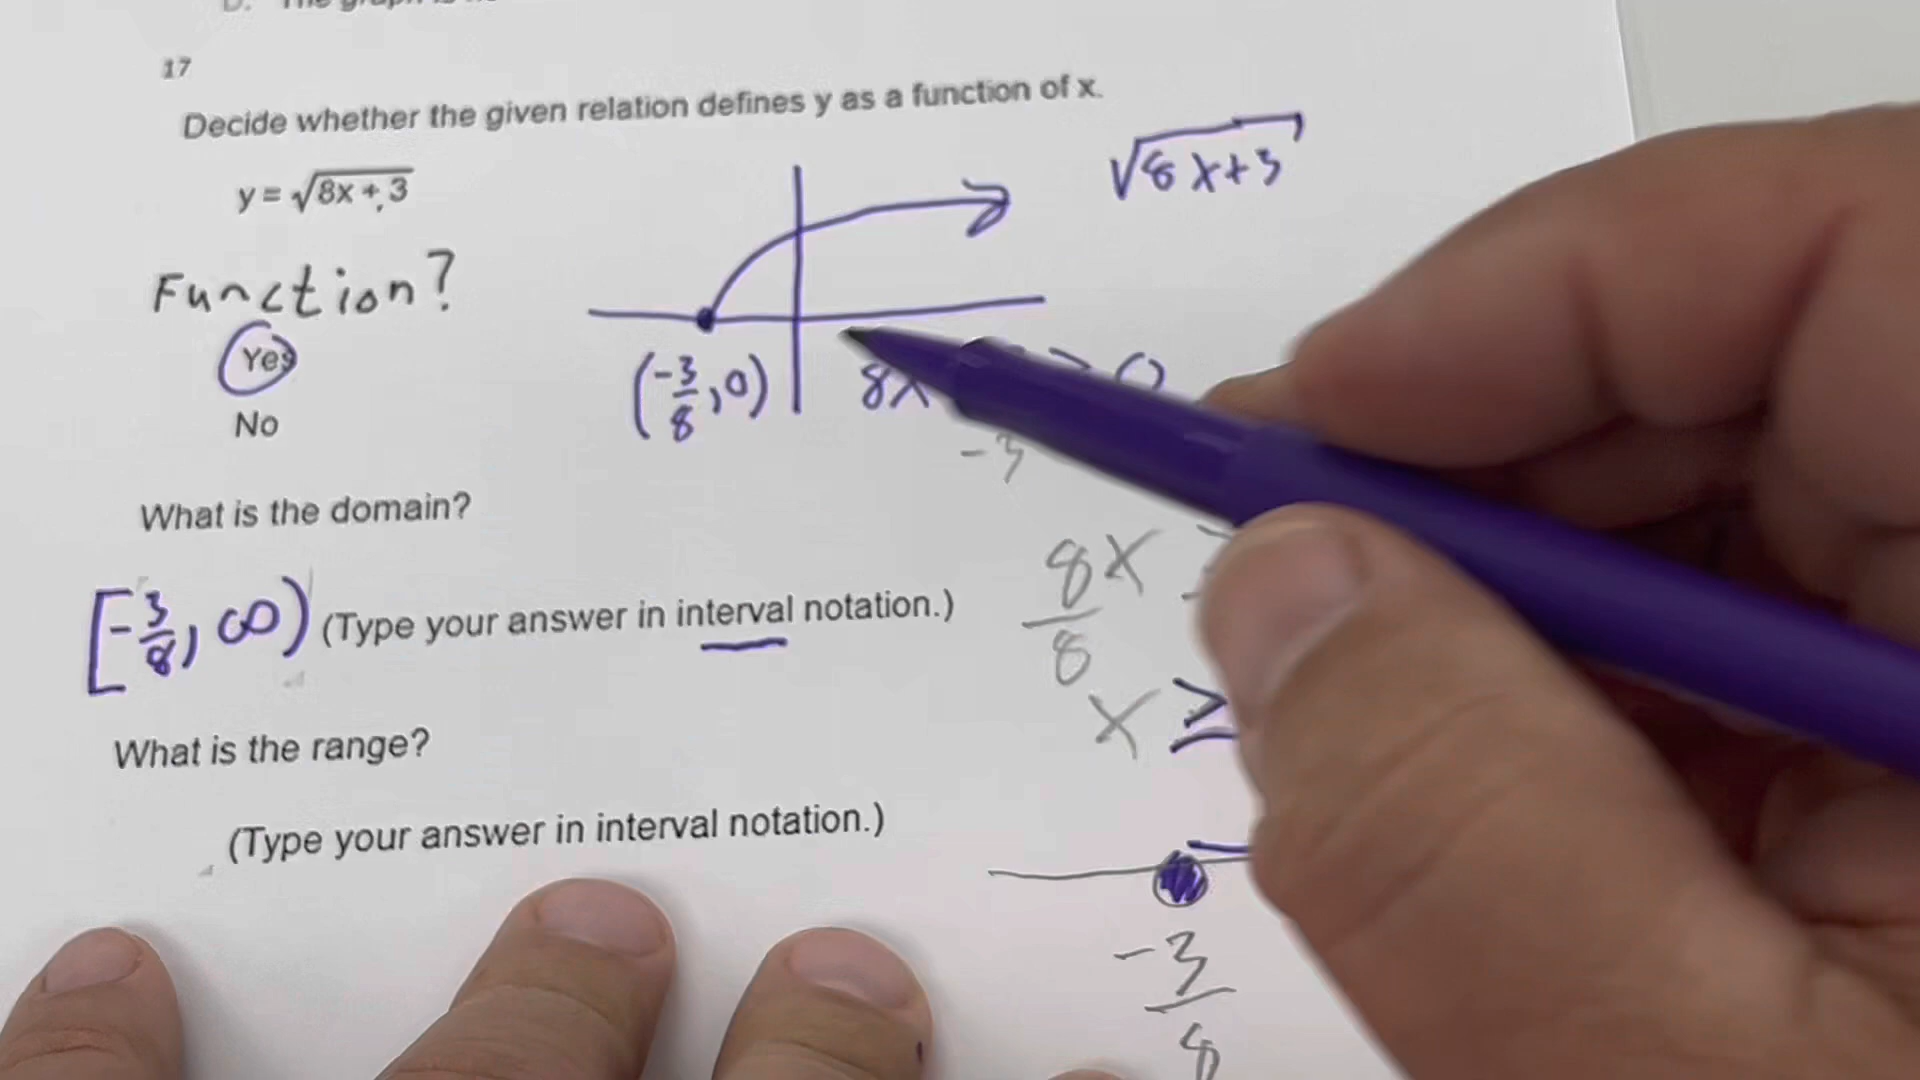 17
Decide whether the given relation defines y as a function of x.
y = √8x + 3
√8x+3
Function?
Yes
No
(-3/8, 0)
8x > 0
-3
What is the domain?
8x
8
[-3/8, ∞) (Type your answer in interval notation.)
x ≥
What is the range?
(Type your answer in interval notation.)
-3
8